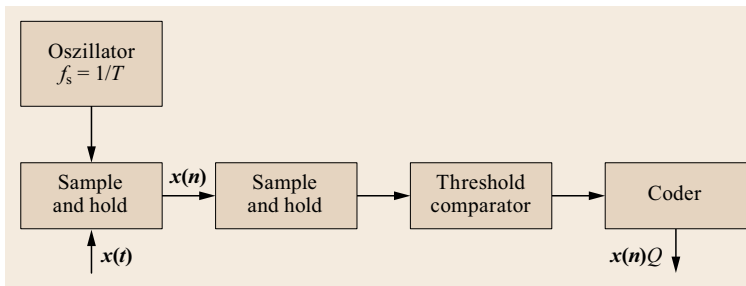 Oszillator
fs = 1/T
Sample
and hold
x(n)
Sample
and hold
Threshold
comparator
Coder
x(t)
x(n)Q